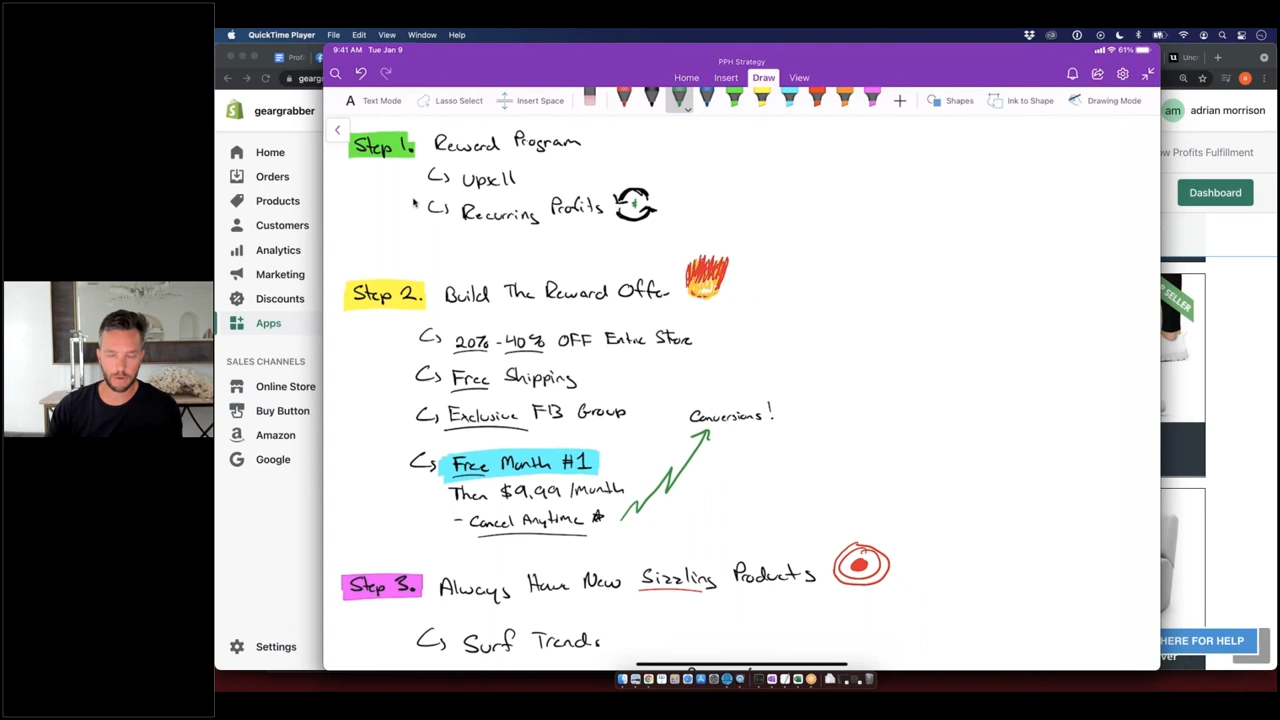 QuickTime Player File Edit View Window Help
9:41 AM Tue Jan 9
61%
PPH Strategy
Home Insert Draw View
Text Mode Lasso Select Insert Space Shapes Ink to Shape Drawing Mode
geargrabber
Home
Orders
Products
Customers
Analytics
Marketing
Discounts
Apps
SALES CHANNELS
Online Store
Buy Button
Amazon
Google
Settings
Step 1. Reward Program
Upsell
Recurring Profits $
Step 2. Build The Reward Offer
20% - 40% OFF Entire Store
Free Shipping
Exclusive FB Group
Conversions!
Free Month #1
Then $9.99/month
- Cancel Anytime
Step 3. Always Have New Sizzling Products
Surf Trends
am adrian morrison
ow Profits Fulfillment
Dashboard
SELLER
HERE FOR HELP